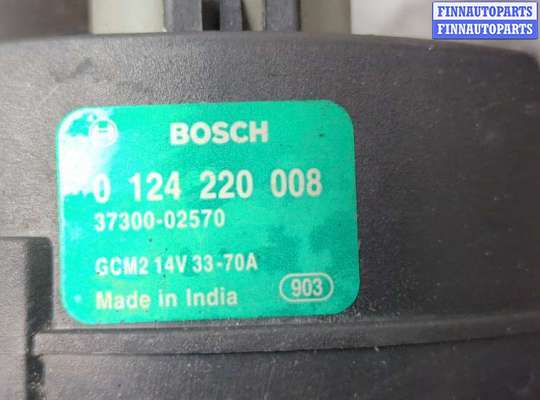 FINNAUTOPARTS
FINNAUTOPARTS
BOSCH
0 124 220 008
37300-02570
GCM2 14V 33-70A
Made in India 903